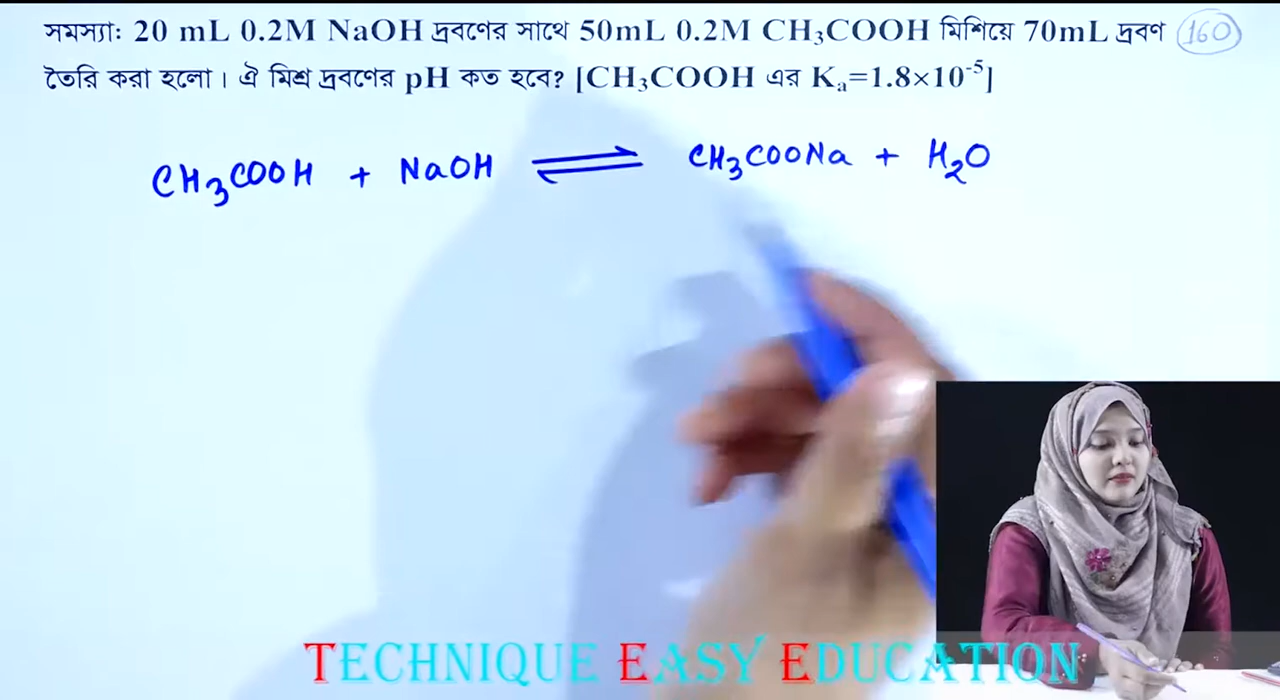 সমস্যাঃ 20 mL 0.2M NaOH দ্রবণের সাথে 50mL 0.2M CH₃COOH মিশিয়ে 70mL দ্রবণ (160)
তৈরি করা হলো। ঐ মিশ্র দ্রবণের pH কত হবে? [CH₃COOH এর Kₐ=1.8×10⁻⁵]
CH₃COOH + NaOH ⇌ CH₃COONa + H₂O
TECHNIQUE EASY EDUCATION